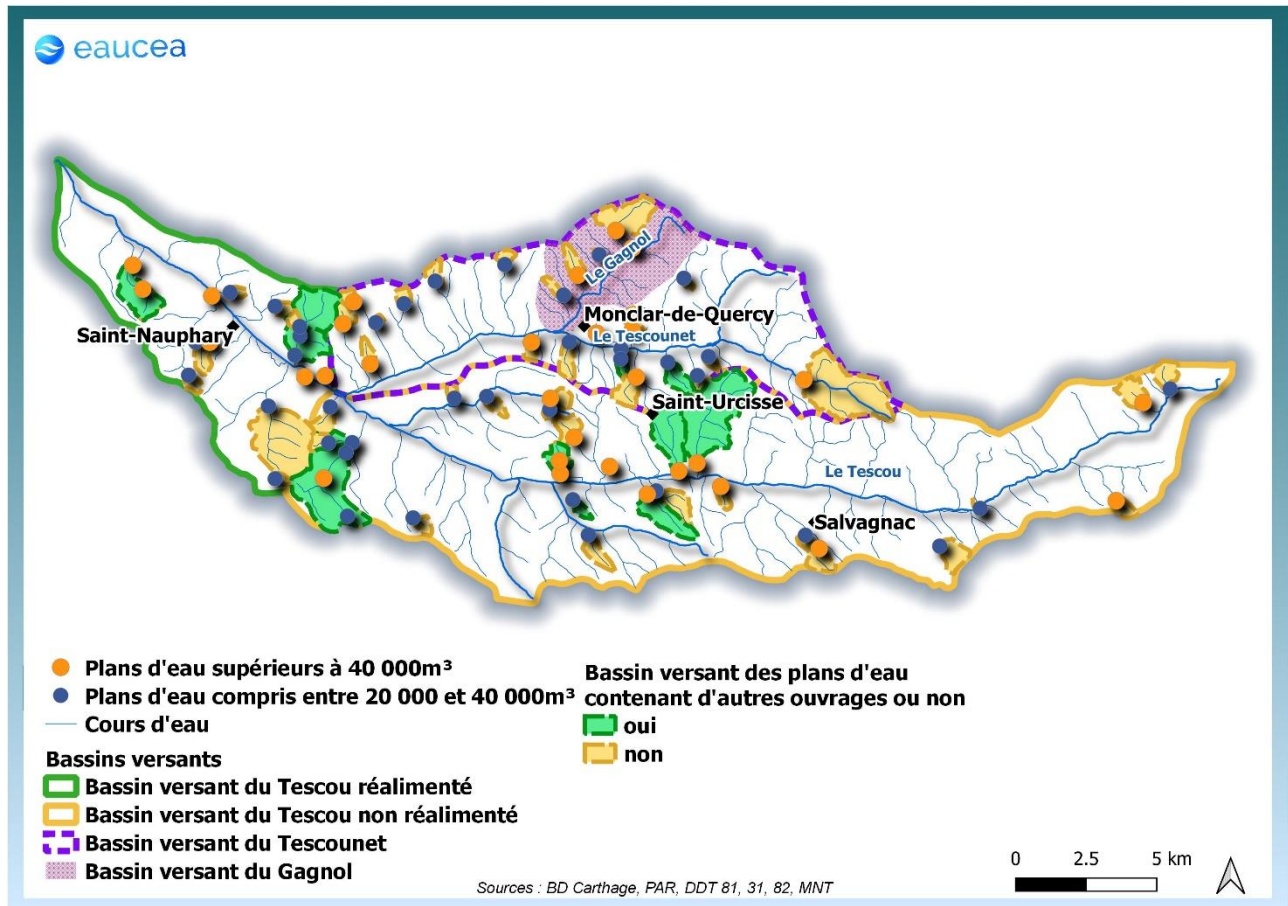 eaucea
Le Gagnol
Monclar-de-Quercy
Saint-Nauphary
Le Tescounet
Saint-Urcisse
Le Tescou
Salvagnac
Plans d'eau supérieurs à 40 000m³
Plans d'eau compris entre 20 000 et 40 000m³
Cours d'eau
Bassins versants
Bassin versant du Tescou réalimenté
Bassin versant du Tescou non réalimenté
Bassin versant du Tescounet
Bassin versant du Gagnol
Bassin versant des plans d'eau
contenant d'autres ouvrages ou non
oui
non
0 2.5 5 km
Sources : BD Carthage, PAR, DDT 81, 31, 82, MNT